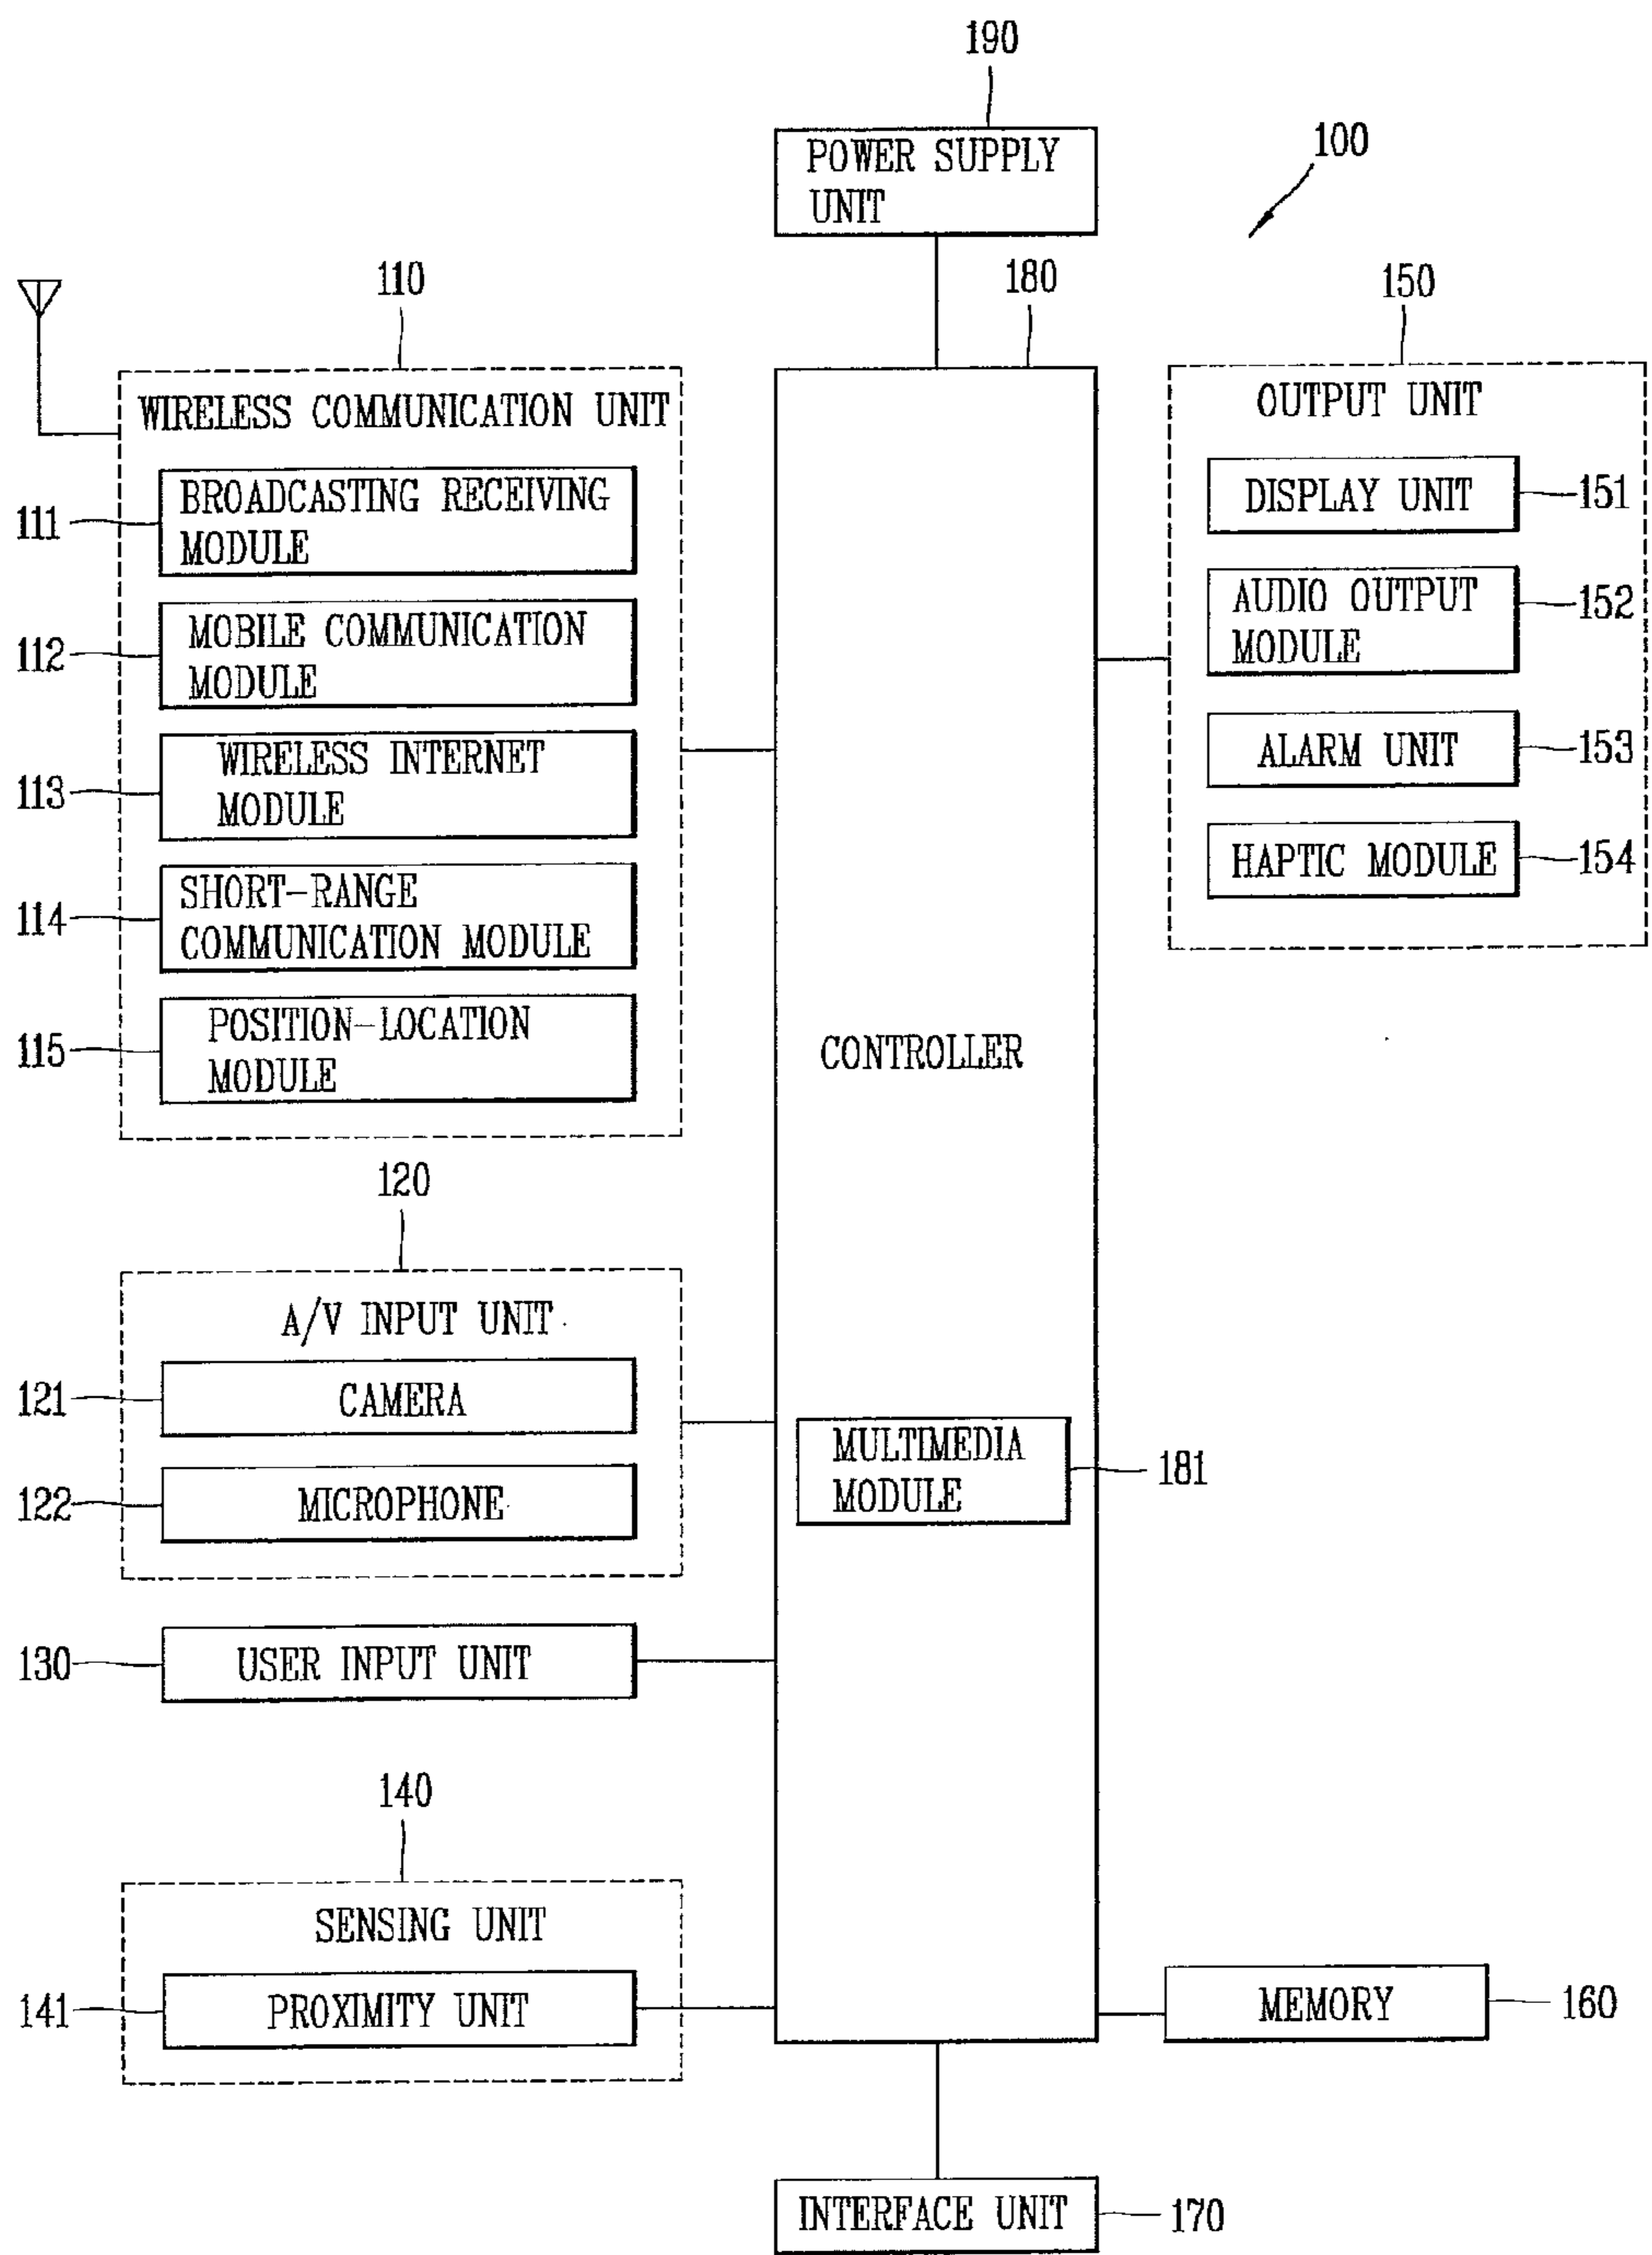 190
POWER SUPPLY
UNIT
100
110
180
150
WIRELESS COMMUNICATION UNIT
OUTPUT UNIT
111
BROADCASTING RECEIVING
MODULE
DISPLAY UNIT
151
112
MOBILE COMMUNICATION
MODULE
AUDIO OUTPUT
MODULE
152
113
WIRELESS INTERNET
MODULE
ALARM UNIT
153
114
SHORT-RANGE
COMMUNICATION MODULE
HAPTIC MODULE
154
115
POSITION-LOCATION
MODULE
CONTROLLER
120
A/V INPUT UNIT
121
CAMERA
MULTIMEDIA
MODULE
181
122
MICROPHONE
130
USER INPUT UNIT
140
SENSING UNIT
141
PROXIMITY UNIT
MEMORY
160
INTERFACE UNIT
170